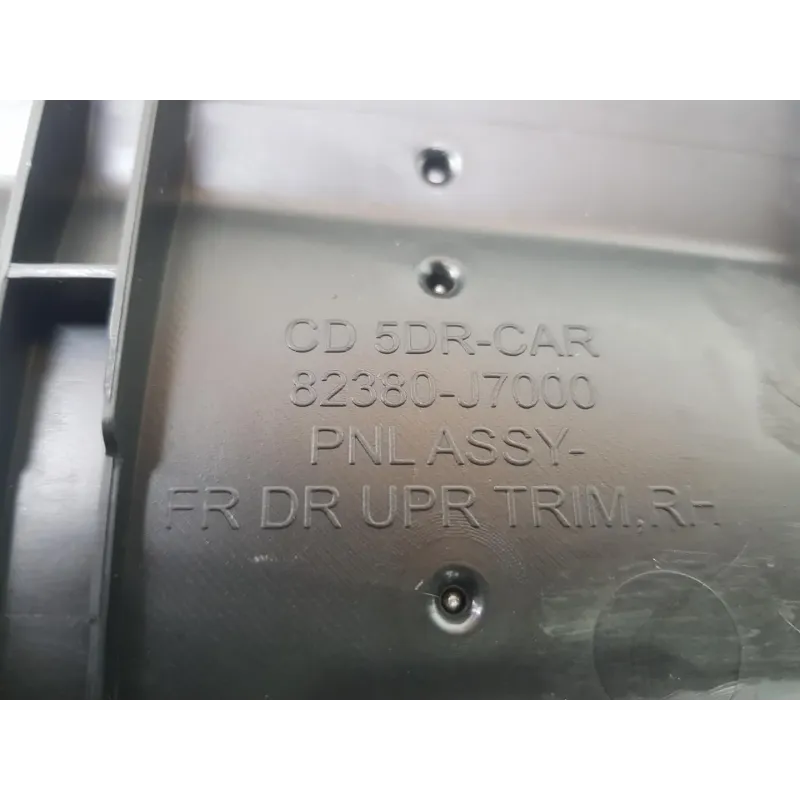 CD 5DR-CAR
82380-J7000
PNL ASSY-
FR DR UPR TRIM,RH